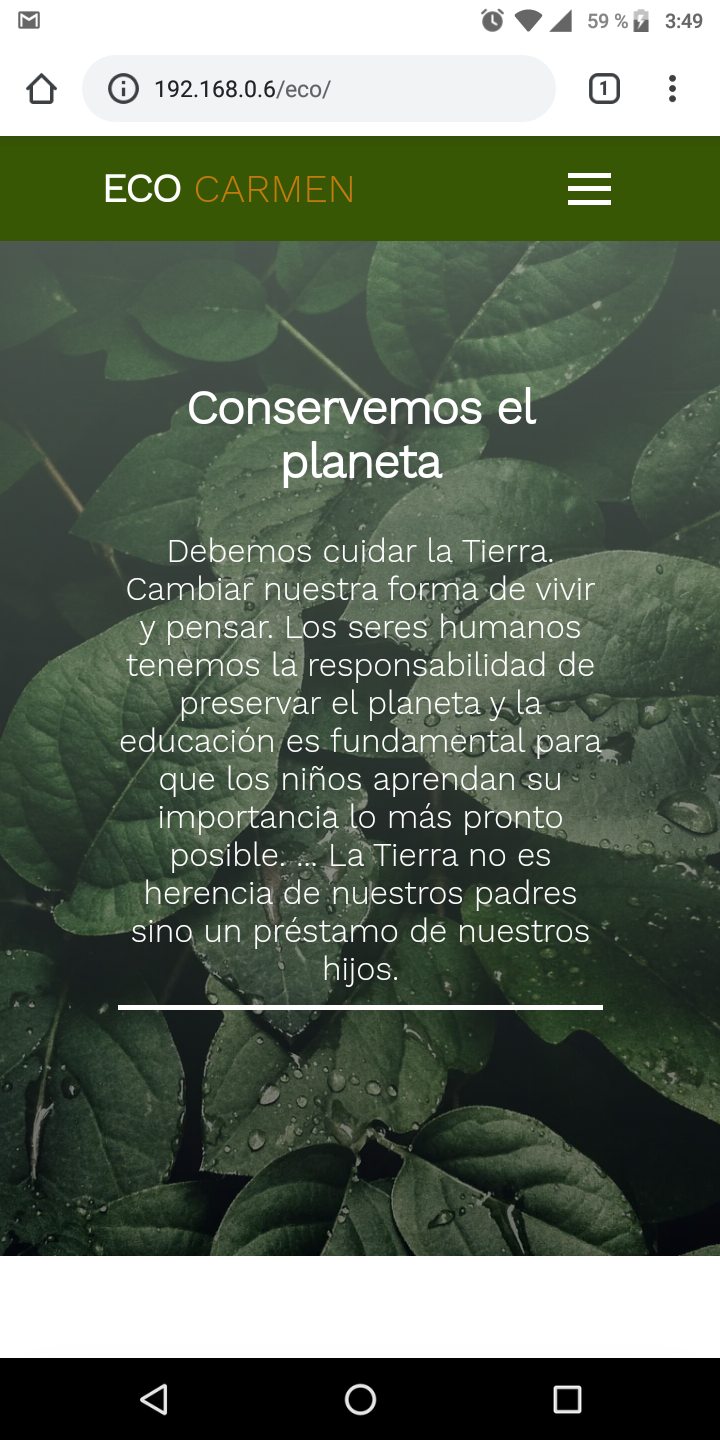 59 % 3:49
192.168.0.6/eco/
1
ECO CARMEN
Conservemos el
planeta
Debemos cuidar la Tierra.
Cambiar nuestra forma de vivir
y pensar. Los seres humanos
tenemos la responsabilidad de
preservar el planeta y la
educación es fundamental para
que los niños aprendan su
importancia lo más pronto
posible. ... La Tierra no es
herencia de nuestros padres
sino un préstamo de nuestros
hijos.